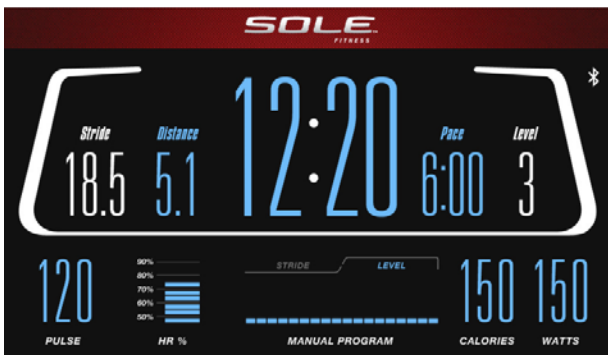 SOLE
FITNESS
Stride Distance 12:20 Pace Level
18.5 5.1 6:00 3
120
90%
80%
70%
60%
50%
STRIDE LEVEL
150 150
PULSE HR % MANUAL PROGRAM CALORIES WATTS